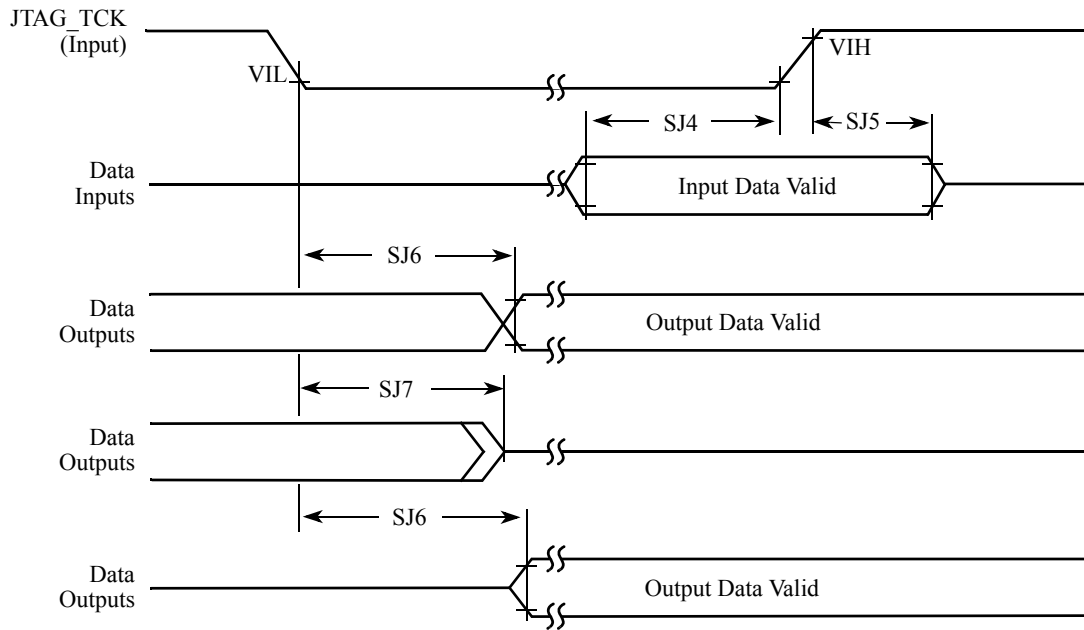 JTAG_TCK
(Input)
VIL
VIH
SJ4
SJ5
Data
Inputs
Input Data Valid
SJ6
Data
Outputs
Output Data Valid
SJ7
Data
Outputs
SJ6
Data
Outputs
Output Data Valid